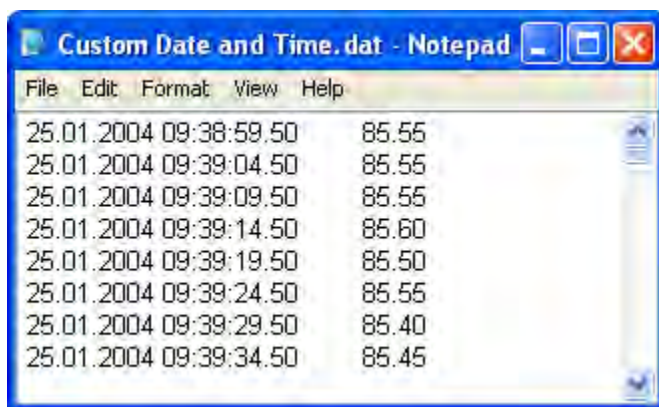 Custom Date and Time.dat - Notepad
File Edit Format View Help
25.01.2004 09:38:59.50 85.55
25.01.2004 09:39:04.50 85.55
25.01.2004 09:39:09.50 85.55
25.01.2004 09:39:14.50 85.60
25.01.2004 09:39:19.50 85.50
25.01.2004 09:39:24.50 85.55
25.01.2004 09:39:29.50 85.40
25.01.2004 09:39:34.50 85.45